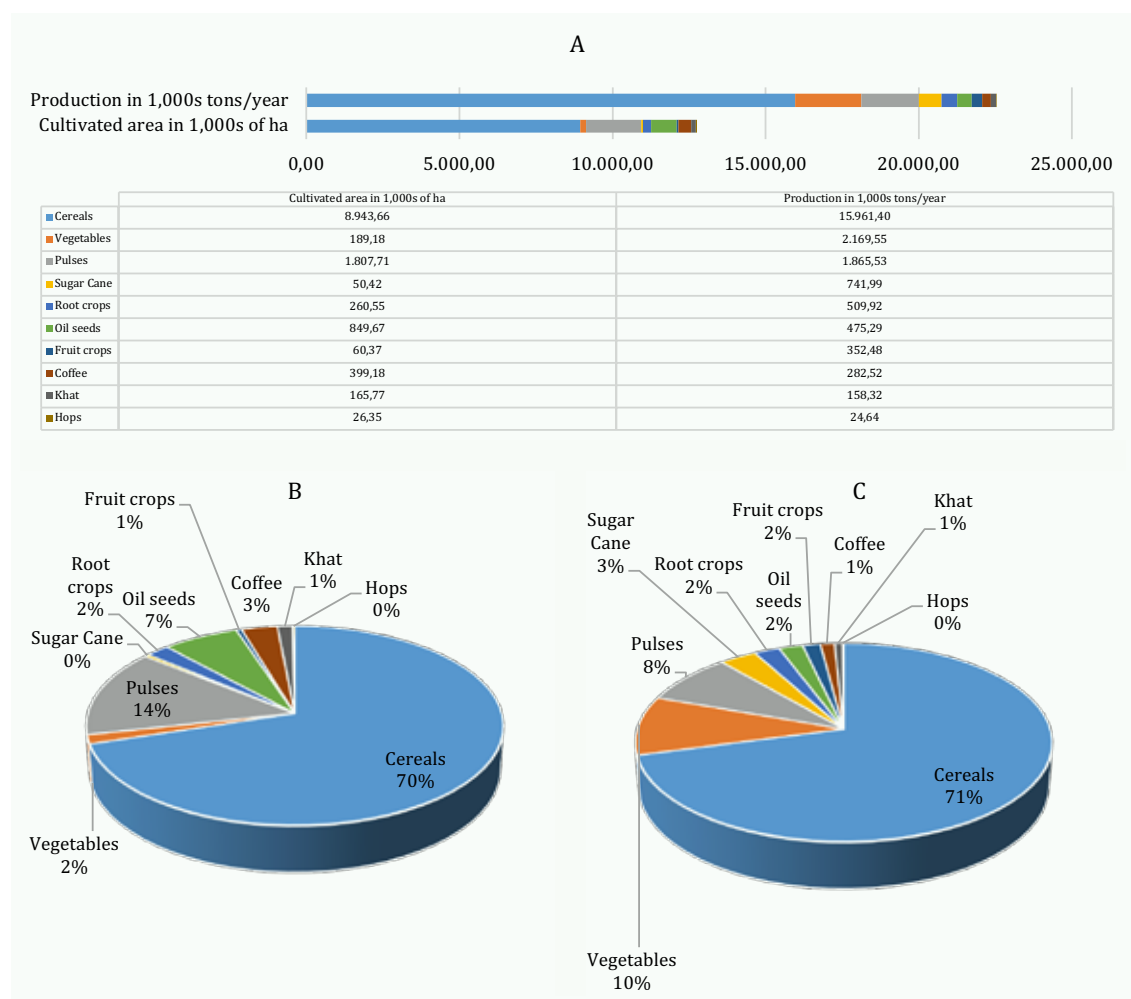 A
Production in 1,000s tons/year
Cultivated area in 1,000s of ha
0,00 5.000,00 10.000,00 15.000,00 20.000,00 25.000,00
Cultivated area in 1,000s of ha Production in 1,000s tons/year
Cereals 8.943,66 15.961,40
Vegetables 189,18 2.169,55
Pulses 1.807,71 1.865,53
Sugar Cane 50,42 741,99
Root crops 260,55 509,92
Oil seeds 849,67 475,29
Fruit crops 60,37 352,48
Coffee 399,18 282,52
Khat 165,77 158,32
Hops 26,35 24,64
B
Fruit crops
1%
Root
crops
2%
Oil seeds
7%
Coffee
3%
Khat
1%
Hops
0%
Sugar Cane
0%
Pulses
14%
Cereals
70%
Vegetables
2%
C
Sugar
Cane
3%
Root crops
2%
Fruit crops
2%
Oil
seeds
2%
Coffee
1%
Khat
1%
Hops
0%
Pulses
8%
Cereals
71%
Vegetables
10%